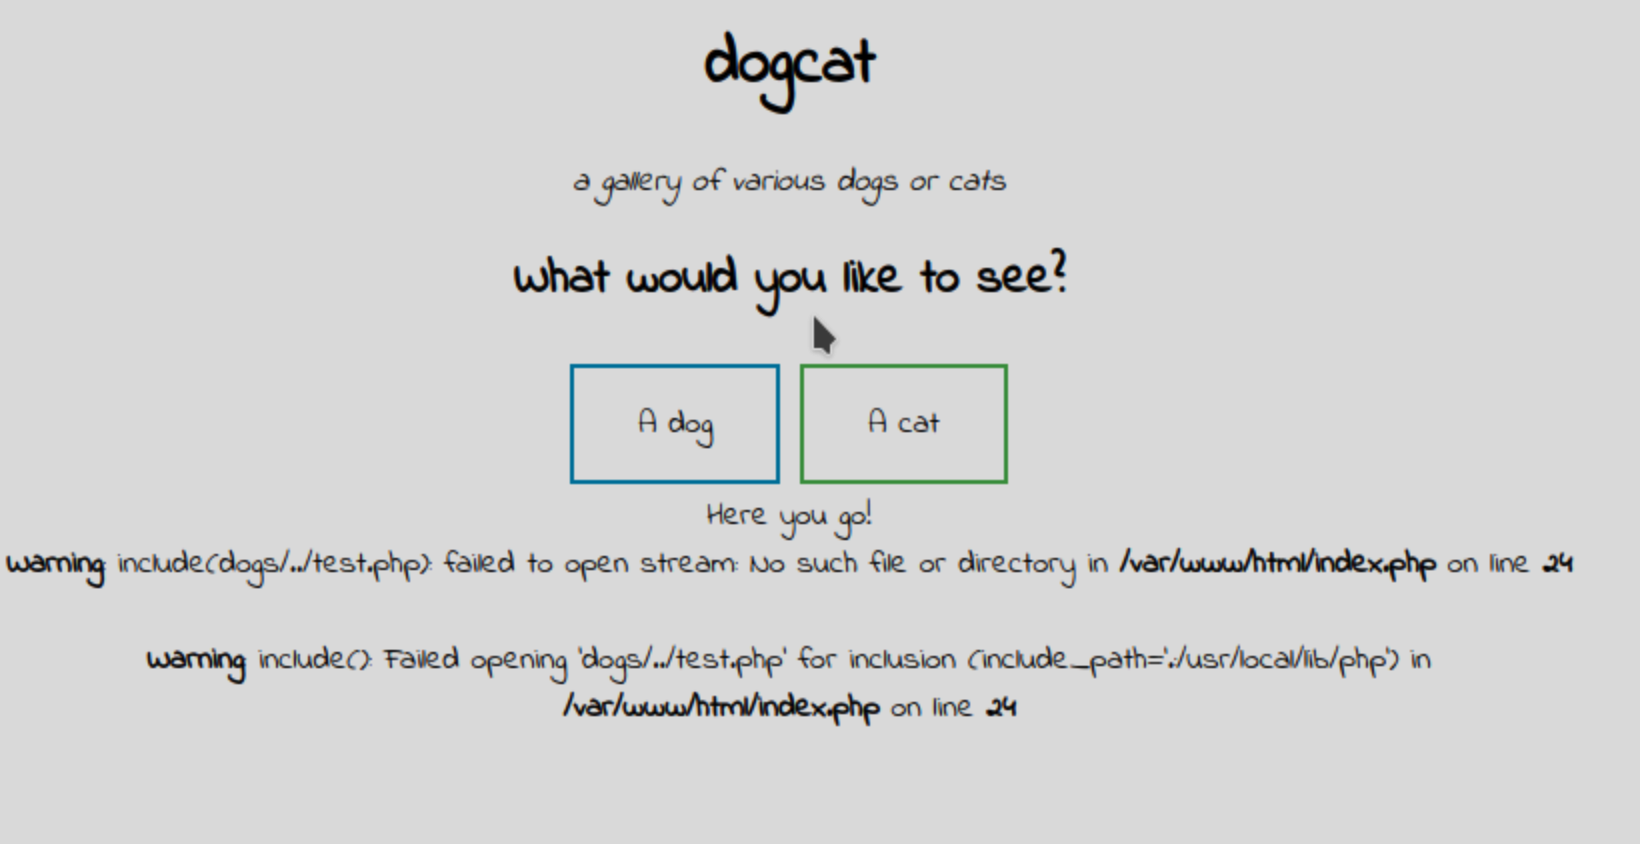 dogcat
a gallery of various dogs or cats
What would you like to see?
A dog
A cat
Here you go!
Warning: include(dogs/../test.php): failed to open stream: No such file or directory in /var/www/html/index.php on line 24
Warning: include(): Failed opening 'dogs/../test.php' for inclusion (include_path='.:/usr/local/lib/php') in
/var/www/html/index.php on line 24